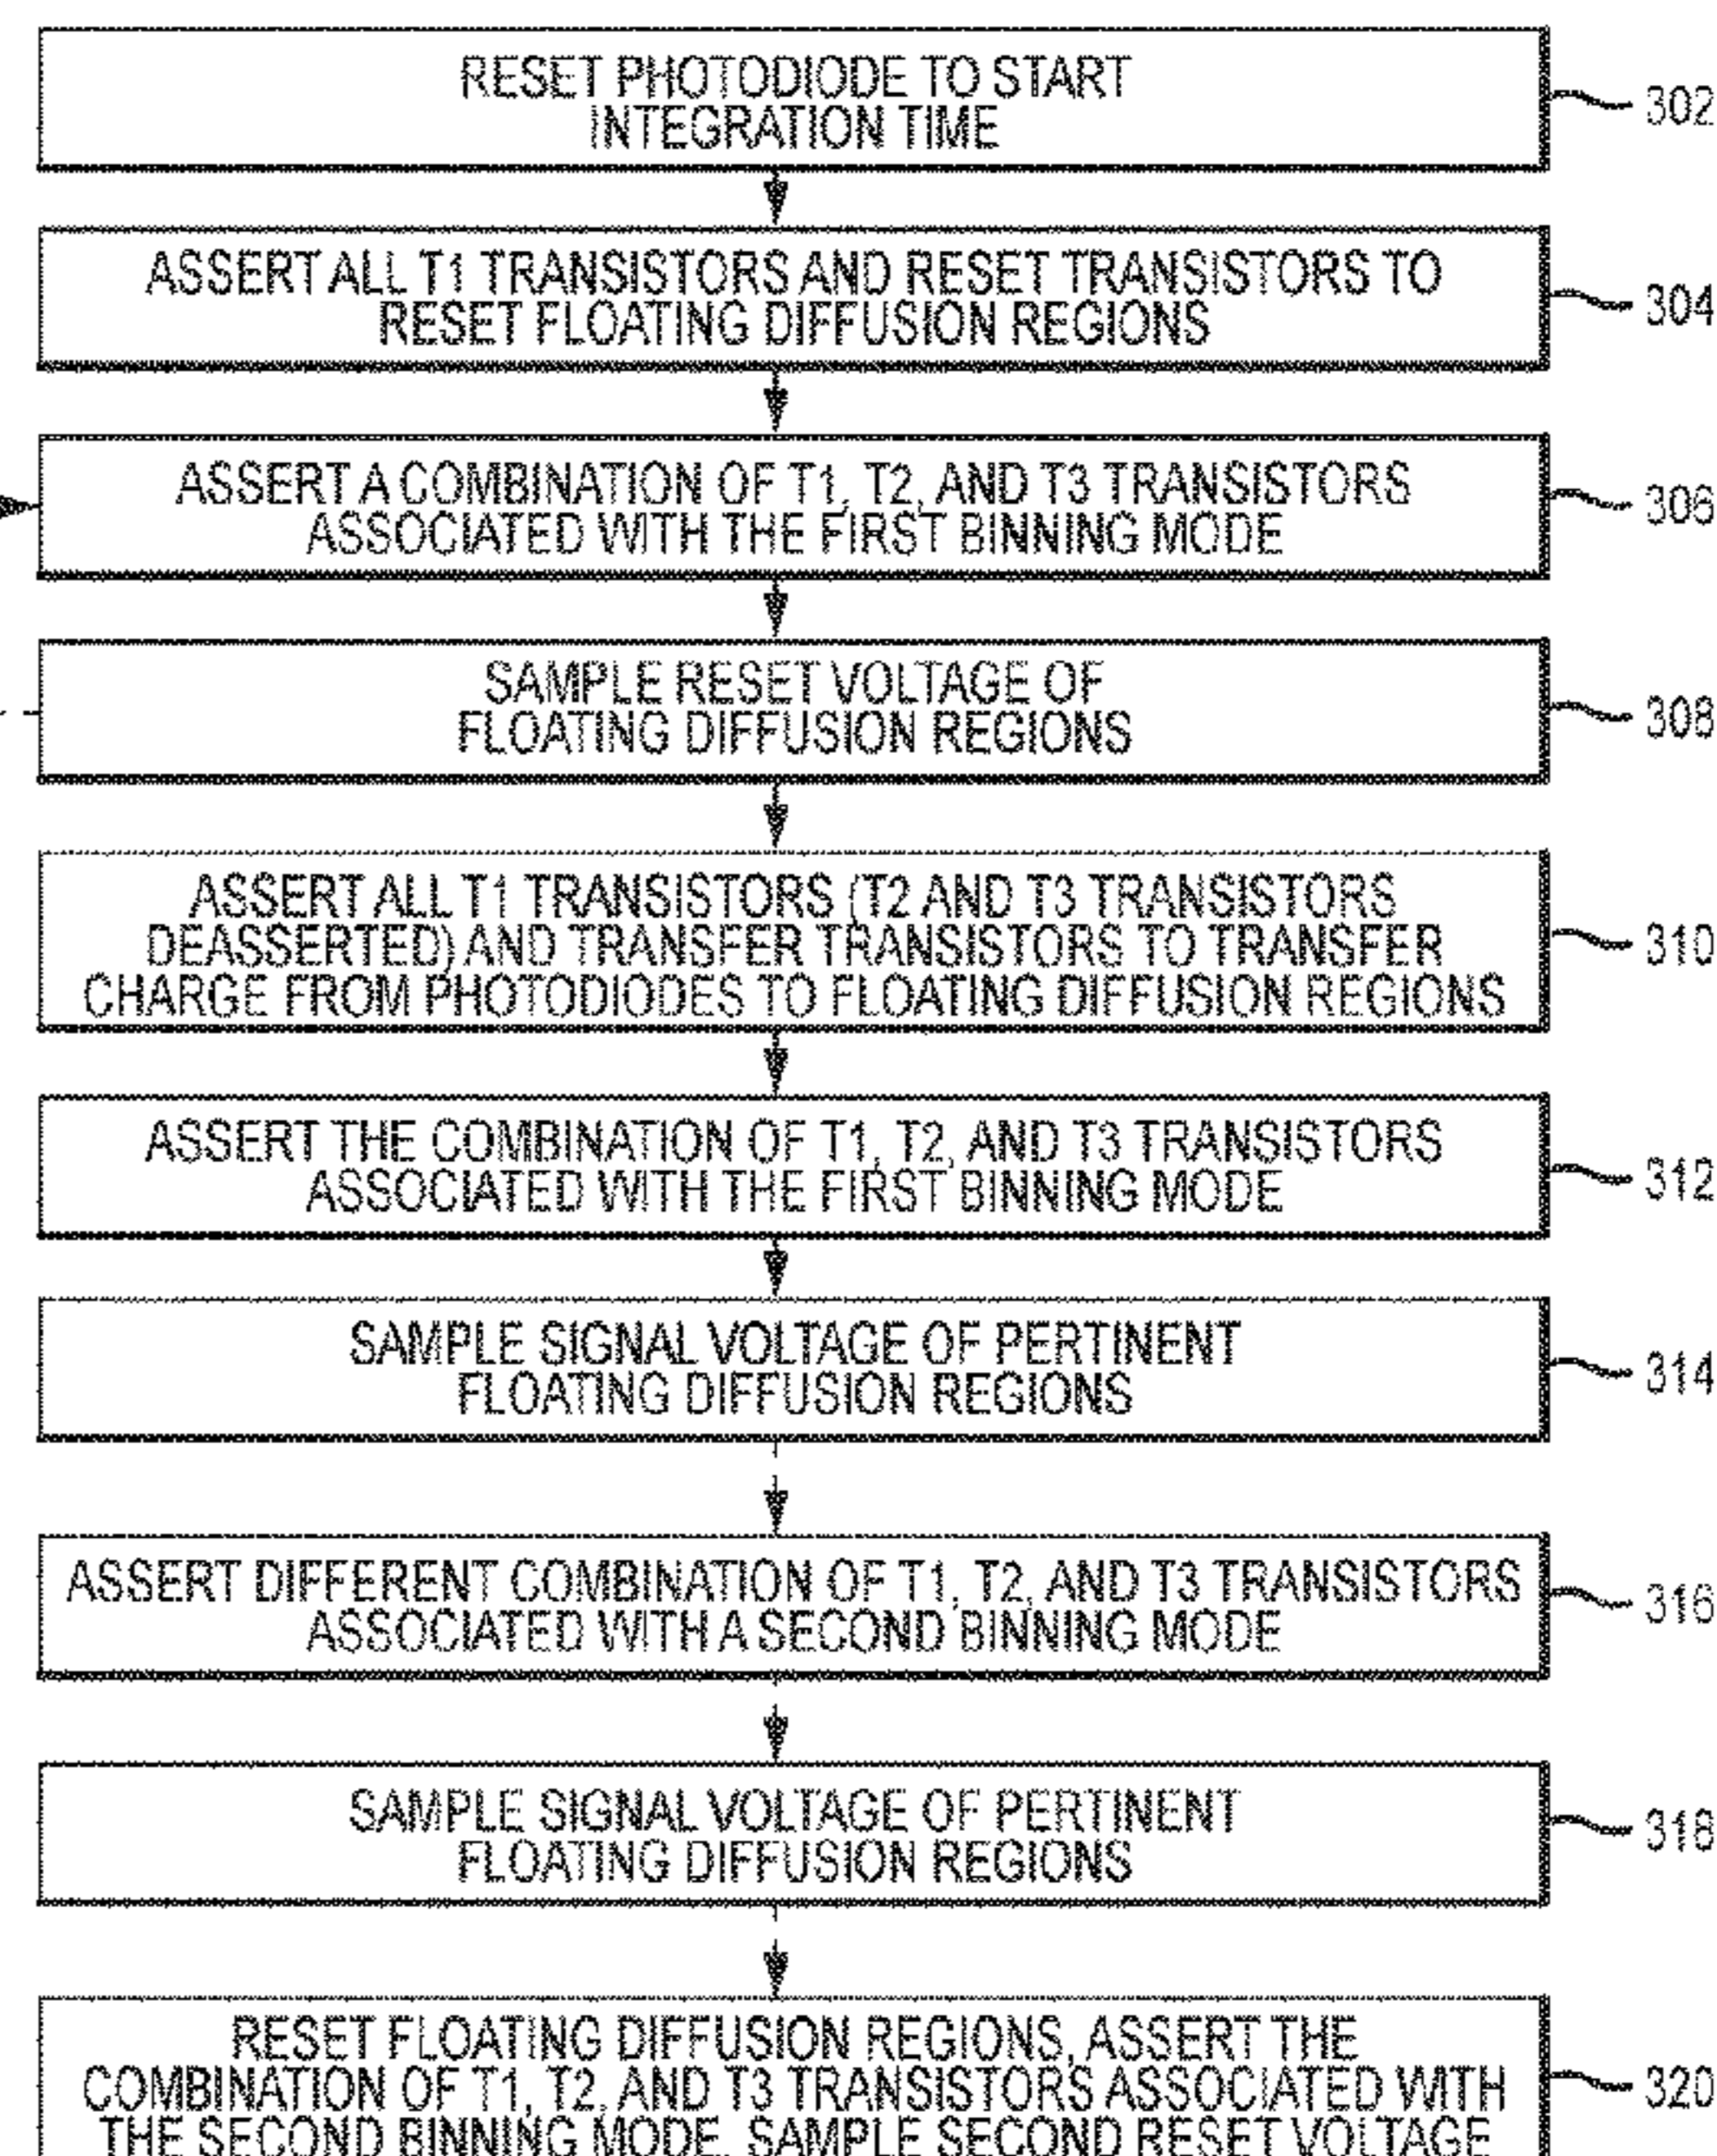 RESET PHOTODIODE TO START
INTEGRATION TIME
302
ASSERT ALL T1 TRANSISTORS AND RESET TRANSISTORS TO
RESET FLOATING DIFFUSION REGIONS
304
ASSERT A COMBINATION OF T1, T2, AND T3 TRANSISTORS
ASSOCIATED WITH THE FIRST BINNING MODE
306
SAMPLE RESET VOLTAGE OF
FLOATING DIFFUSION REGIONS
308
ASSERT ALL T1 TRANSISTORS (T2 AND T3 TRANSISTORS
DEASSERTED) AND TRANSFER TRANSISTORS TO TRANSFER
CHARGE FROM PHOTODIODES TO FLOATING DIFFUSION REGIONS
310
ASSERT THE COMBINATION OF T1, T2, AND T3 TRANSISTORS
ASSOCIATED WITH THE FIRST BINNING MODE
312
SAMPLE SIGNAL VOLTAGE OF PERTINENT
FLOATING DIFFUSION REGIONS
314
ASSERT DIFFERENT COMBINATION OF T1, T2, AND T3 TRANSISTORS
ASSOCIATED WITH A SECOND BINNING MODE
316
SAMPLE SIGNAL VOLTAGE OF PERTINENT
FLOATING DIFFUSION REGIONS
318
RESET FLOATING DIFFUSION REGIONS, ASSERT THE
COMBINATION OF T1, T2, AND T3 TRANSISTORS ASSOCIATED WITH
THE SECOND BINNING MODE, SAMPLE SECOND RESET VOLTAGE
320